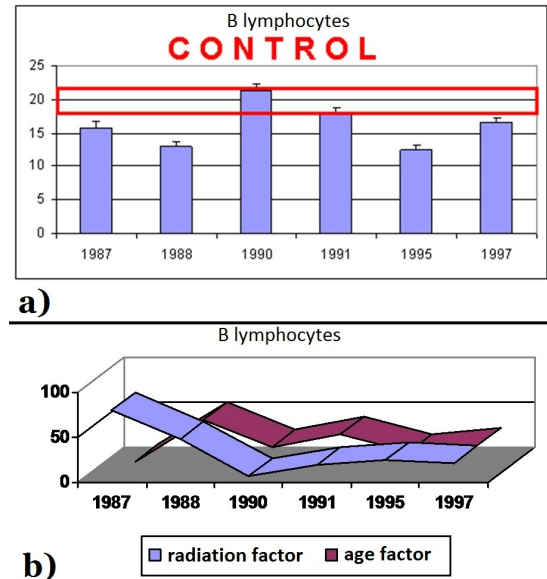 B lymphocytes
CONTROL
25
20
15
10
5
0
1987 1988 1990 1991 1995 1997
a)
B lymphocytes
100
50
0
1987 1988 1990 1991 1995 1997
radiation factor age factor
b)